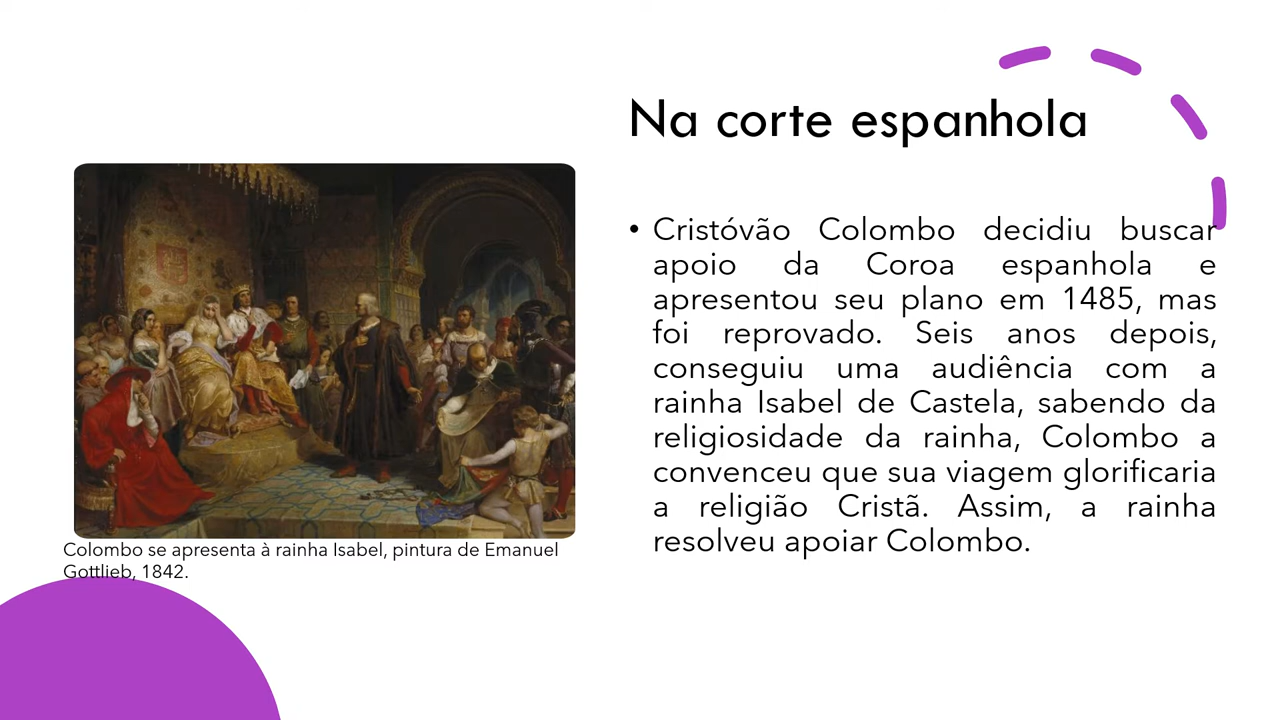 Na corte espanhola
• Cristóvão Colombo decidiu buscar
apoio da Coroa espanhola e
apresentou seu plano em 1485, mas
foi reprovado. Seis anos depois,
conseguiu uma audiência com a
rainha Isabel de Castela, sabendo da
religiosidade da rainha, Colombo a
convenceu que sua viagem glorificaria
a religião Cristã. Assim, a rainha
resolveu apoiar Colombo.
Colombo se apresenta à rainha Isabel, pintura de Emanuel
Gottlieb, 1842.